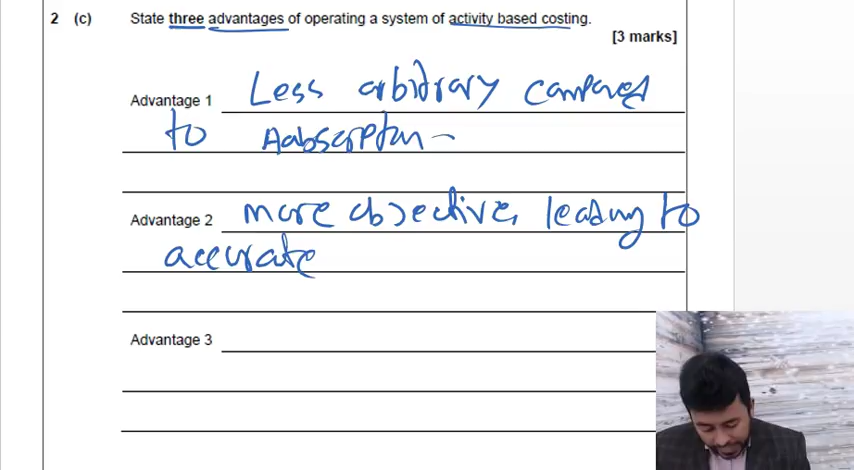 2 (c) State three advantages of operating a system of activity based costing.
[3 marks]
Advantage 1 Less arbitrary compared
to Aabsorption -
Advantage 2 more objective, leading to
accurate
Advantage 3